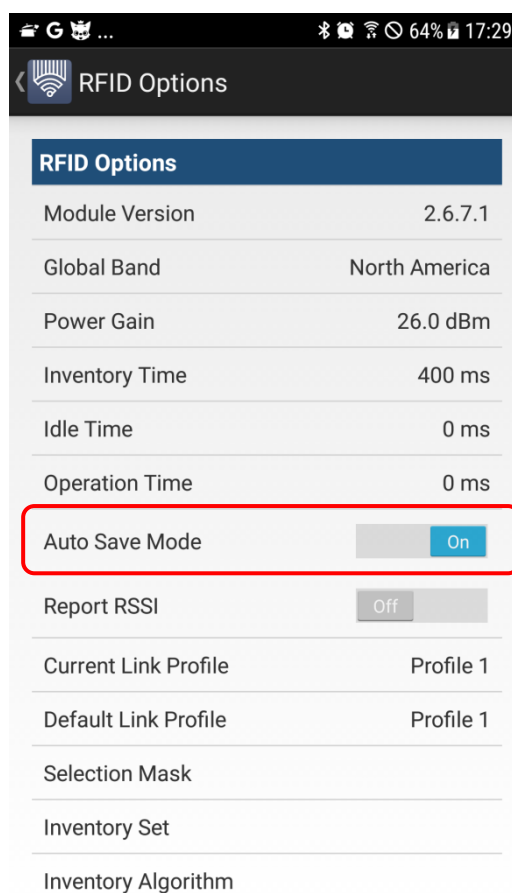 G ... 64% 17:29
RFID Options
RFID Options
Module Version 2.6.7.1
Global Band North America
Power Gain 26.0 dBm
Inventory Time 400 ms
Idle Time 0 ms
Operation Time 0 ms
Auto Save Mode On
Report RSSI Off
Current Link Profile Profile 1
Default Link Profile Profile 1
Selection Mask
Inventory Set
Inventory Algorithm